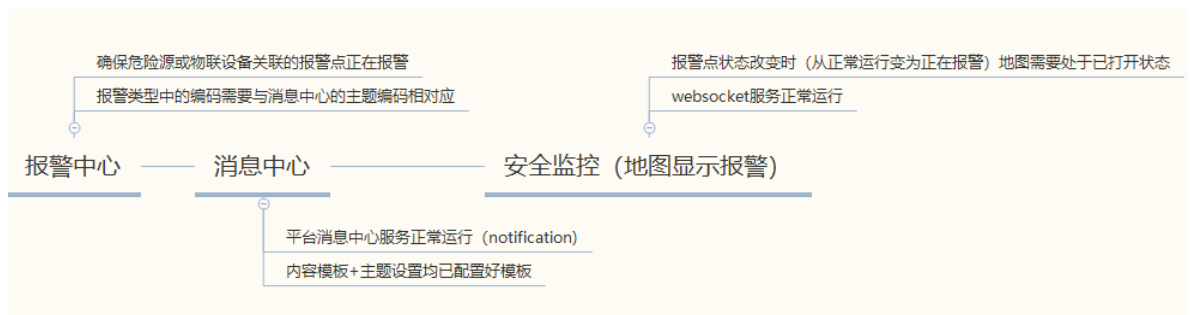 确保危险源或物联设备关联的报警点正在报警
报警类型中的编码需要与消息中心的主题编码相对应
报警点状态改变时（从正常运行变为正在报警）地图需要处于已打开状态
websocket服务正常运行
报警中心
消息中心
安全监控（地图显示报警）
平台消息中心服务正常运行（notification)
内容模板+主题设置均已配置好模板